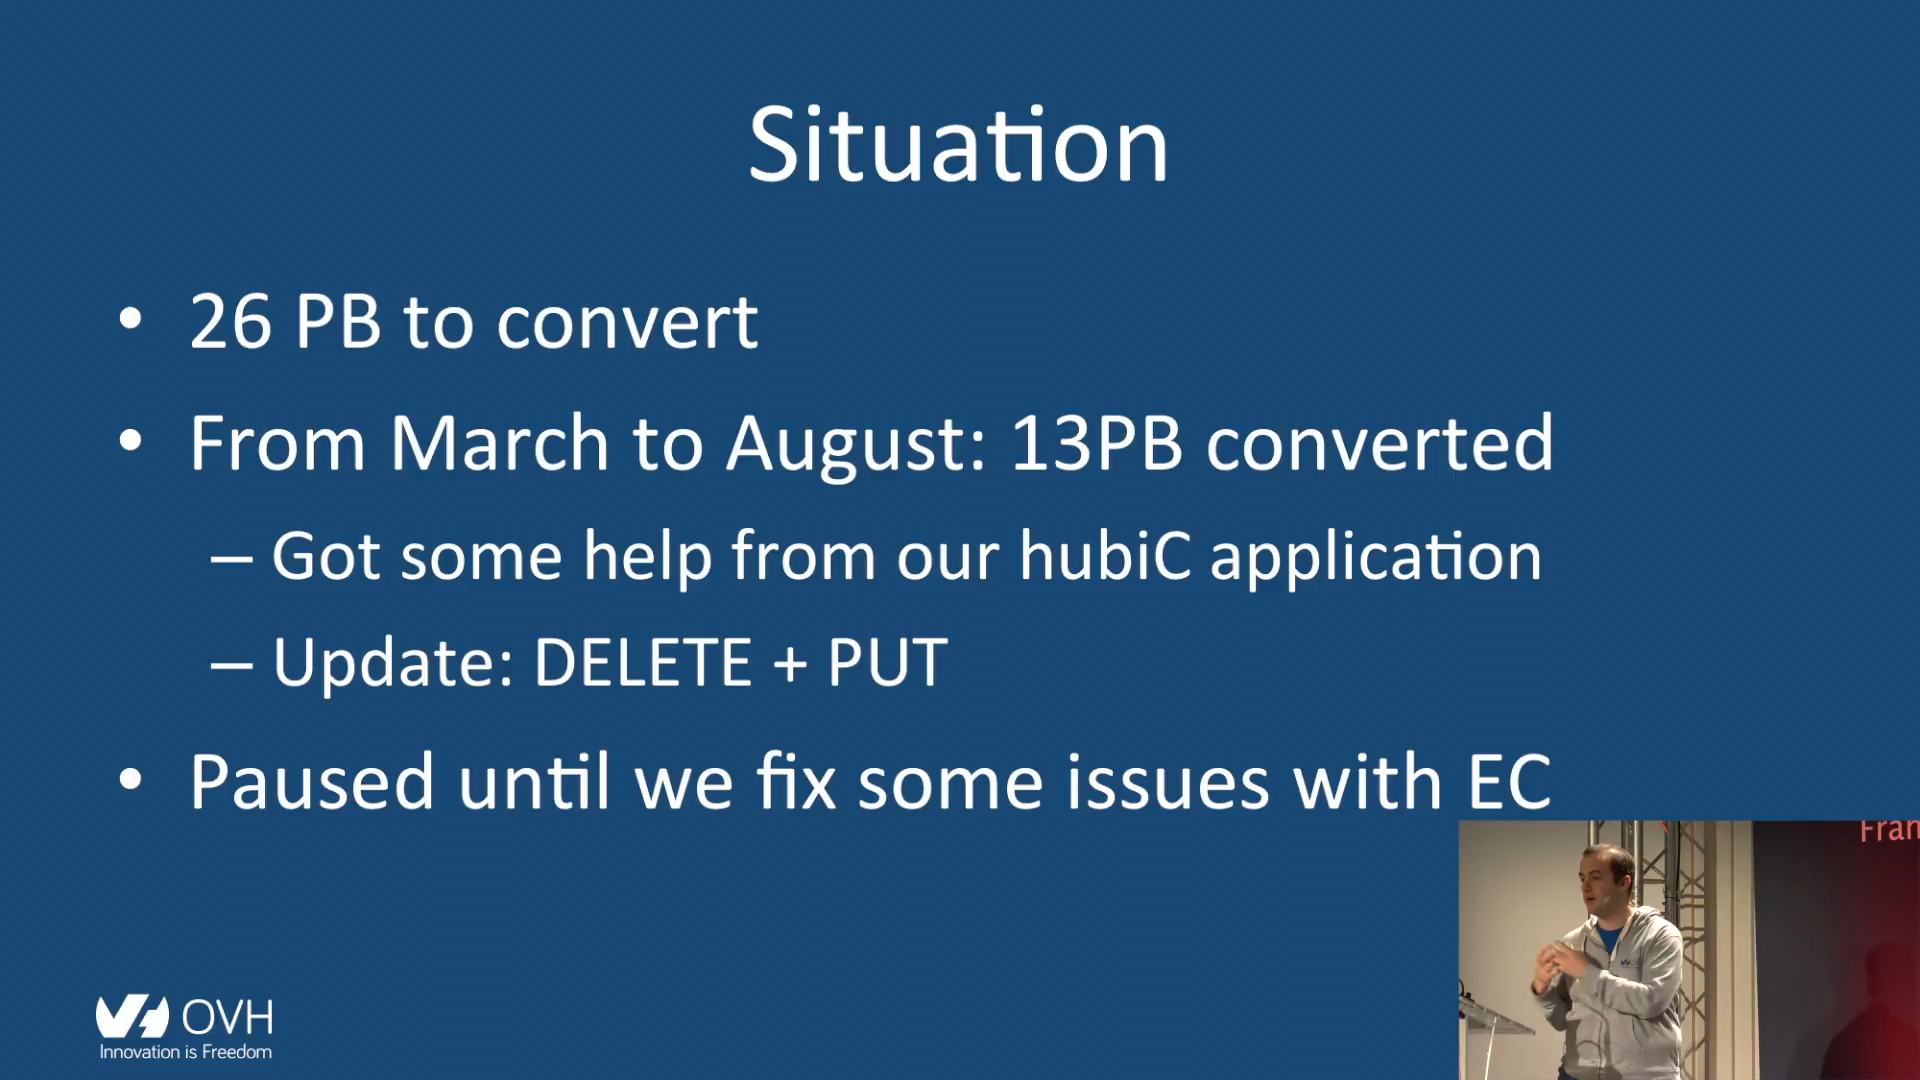 Situation
• 26 PB to convert
• From March to August: 13PB converted
– Got some help from our hubiC application
– Update: DELETE + PUT
• Paused until we fix some issues with EC
Fran
OVH
Innovation is Freedom